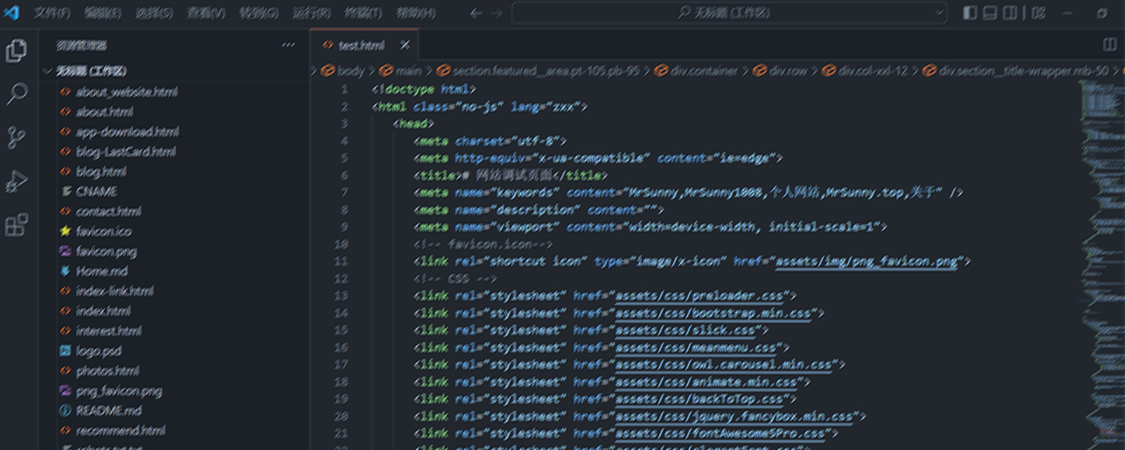 文件(F) 编辑(E) 选择(S) 查看(V) 转到(G) 运行(R) 终端(T) 帮助(H) 无标题 (工作区)
资源管理器
无标题 (工作区)
about_website.html
about.html
app-download.html
blog-LastCard.html
blog.html
CNAME
contact.html
favicon.ico
favicon.png
Home.md
index-link.html
index.html
interest.html
logo.psd
photos.html
png_favicon.png
README.md
recommend.html
test.html
body > main > section.featured__area.pt-105.pb-95 > div.container > div.row > div.col-xxl-12 > div.section__title-wrapper.mb-50 >
1 <!doctype html>
2 <html class="no-js" lang="zxx">
3 <head>
4 <meta charset="utf-8">
5 <meta http-equiv="x-ua-compatible" content="ie=edge">
6 <title># 网站调试页面</title>
7 <meta name="keywords" content="MrSunny,MrSunny1008,个人网站,MrSunny.top,关于" />
8 <meta name="description" content="">
9 <meta name="viewport" content="width=device-width, initial-scale=1">
10 <!-- favicon.icon-->
11 <link rel="shortcut icon" type="image/x-icon" href="assets/img/png_favicon.png">
12 <!-- CSS -->
13 <link rel="stylesheet" href="assets/css/preloader.css">
14 <link rel="stylesheet" href="assets/css/bootstrap.min.css">
15 <link rel="stylesheet" href="assets/css/slick.css">
16 <link rel="stylesheet" href="assets/css/meanmenu.css">
17 <link rel="stylesheet" href="assets/css/owl.carousel.min.css">
18 <link rel="stylesheet" href="assets/css/animate.min.css">
19 <link rel="stylesheet" href="assets/css/backToTop.css">
20 <link rel="stylesheet" href="assets/css/jquery.fancybox.min.css">
21 <link rel="stylesheet" href="assets/css/fontAwesome5Pro.css">